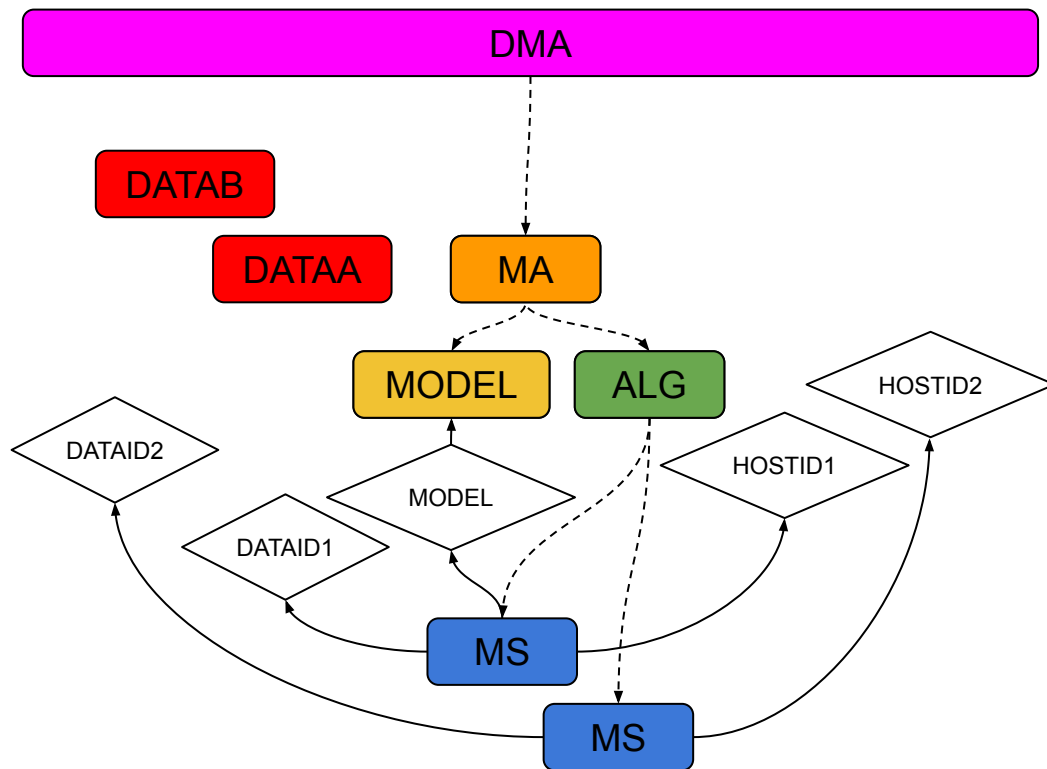 DMA
DATAB
DATAA
MA
MODEL
ALG
HOSTID2
DATAID2
HOSTID1
MODEL
DATAID1
MS
MS